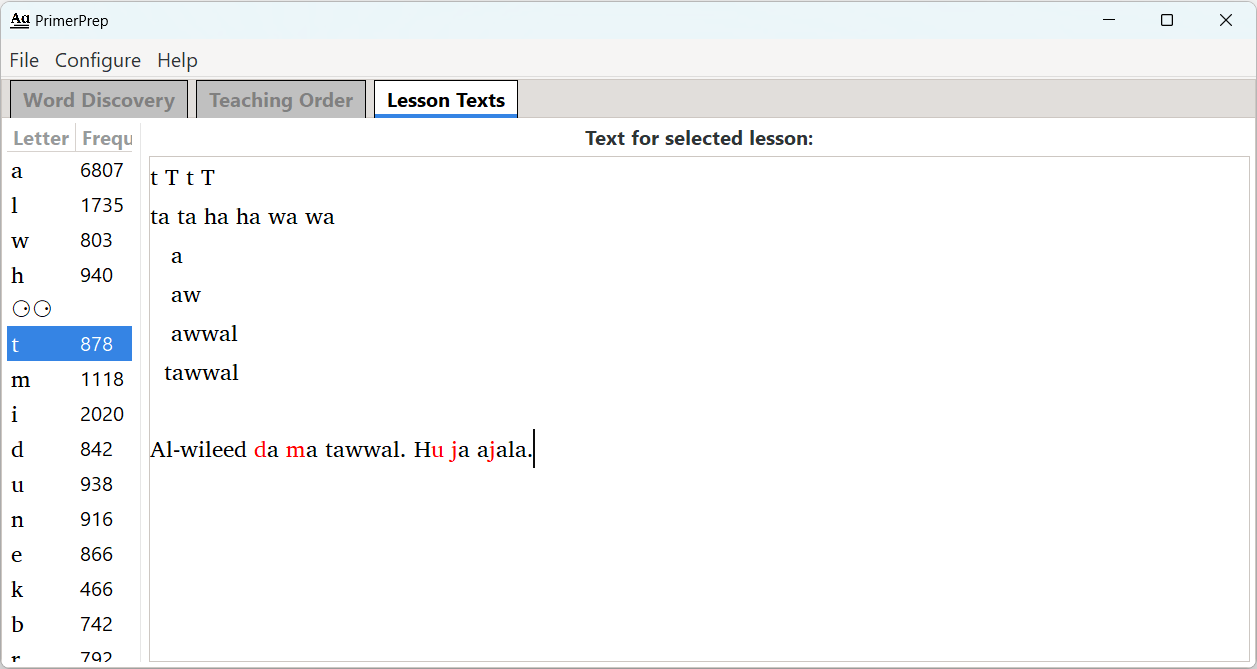 PrimerPrep
File Configure Help
Word Discovery Teaching Order Lesson Texts
Letter Frequ
a 6807
l 1735
w 803
h 940
⚆⚆
t 878
m 1118
i 2020
d 842
u 938
n 916
e 866
k 466
b 742
r 792
Text for selected lesson:
t T t T
ta ta ha ha wa wa
a
aw
awwal
tawwal
Al-wileed da ma tawwal. Hu ja ajala.